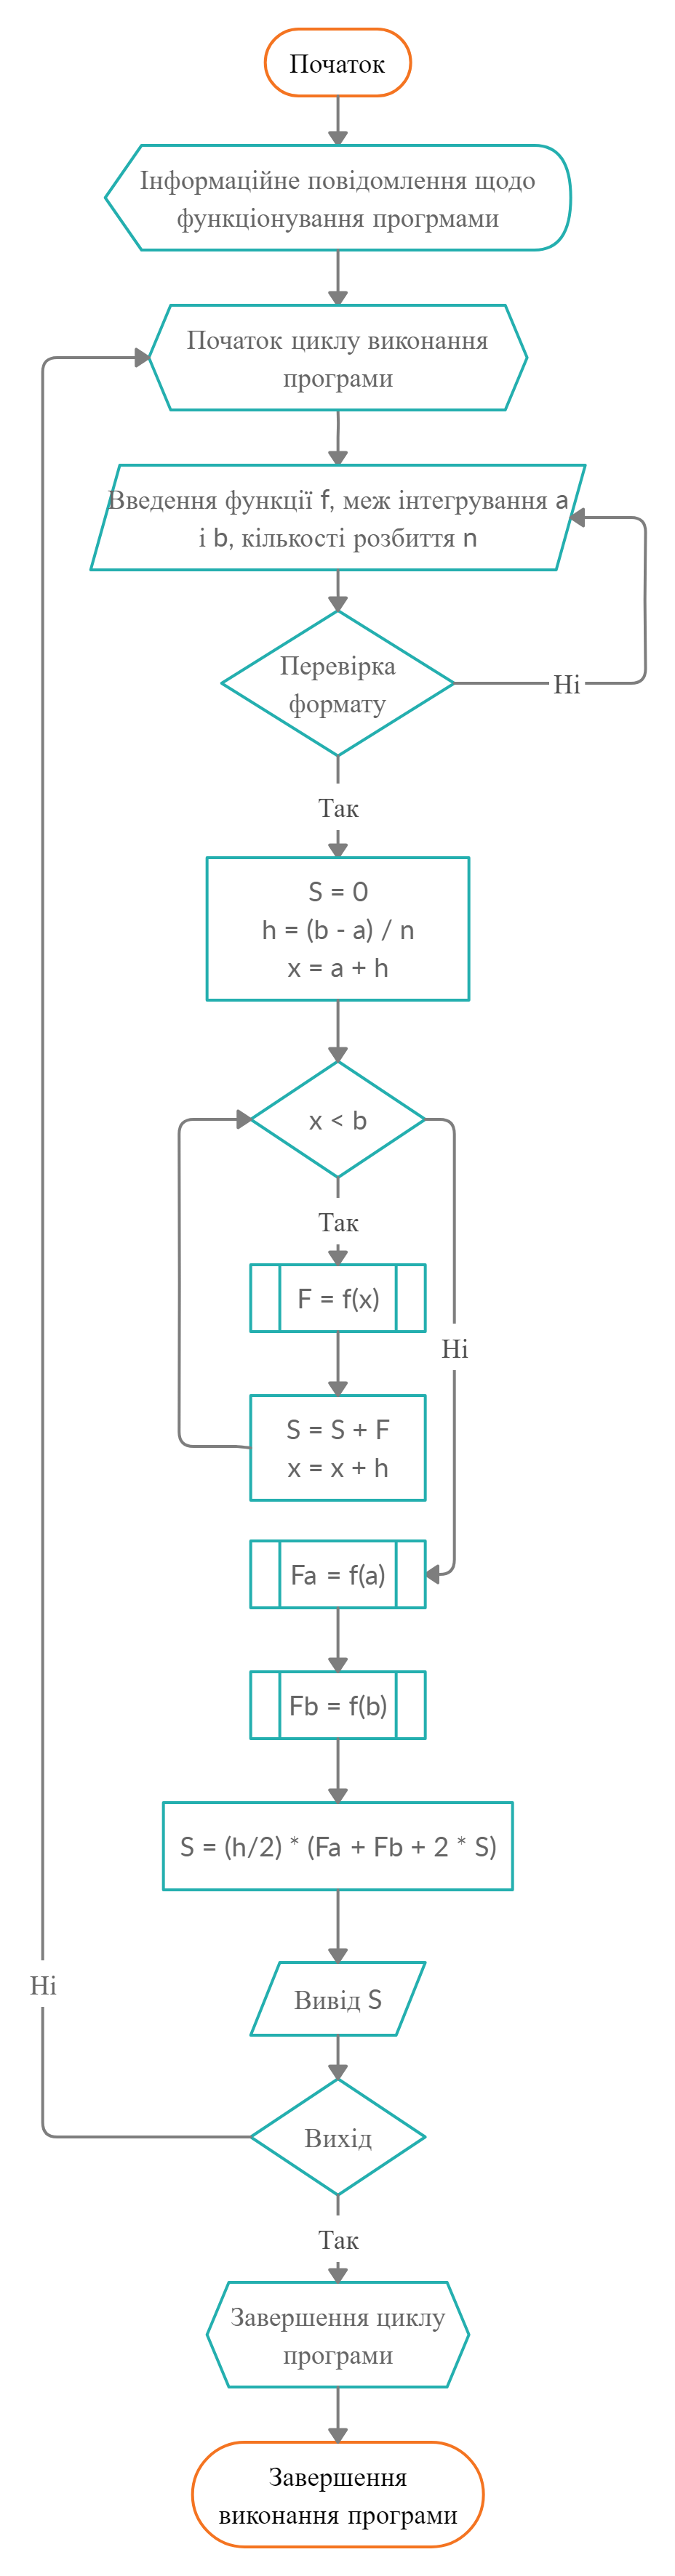 Початок
Інформаційне повідомлення щодо
функціонування прогрмами
Початок циклу виконання
програми
Введення функції f, меж інтегрування a
і b, кількості розбиття n
Перевірка
формату
Ні
Так
S = 0
h = (b - a) / n
x = a + h
x < b
Так
F = f(x)
Ні
S = S + F
x = x + h
Fa = f(a)
Fb = f(b)
S = (h/2) * (Fa + Fb + 2 * S)
Ні
Вивід S
Вихід
Так
Завершення циклу
програми
Завершення
виконання програми